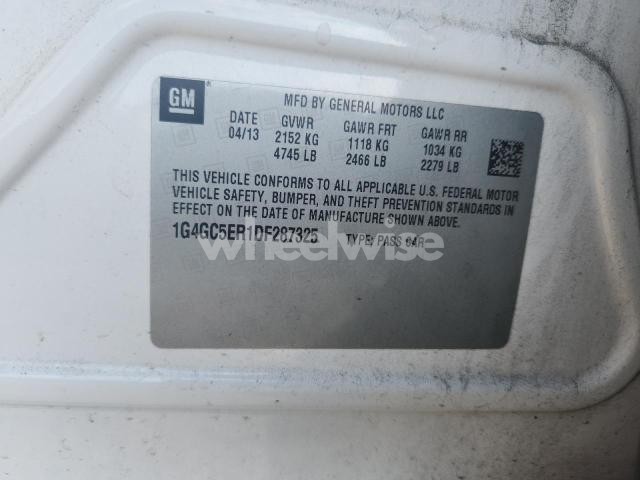 GM
MFD BY GENERAL MOTORS LLC
DATE GVWR GAWR FRT GAWR RR
04/13 2152 KG 1118 KG 1034 KG
4745 LB 2466 LB 2279 LB
THIS VEHICLE CONFORMS TO ALL APPLICABLE U.S. FEDERAL MOTOR
VEHICLE SAFETY, BUMPER, AND THEFT PREVENTION STANDARDS IN
EFFECT ON THE DATE OF MANUFACTURE SHOWN ABOVE.
1G4GC5ER1DF287325 TYPE: PASS CAR
wheelwise